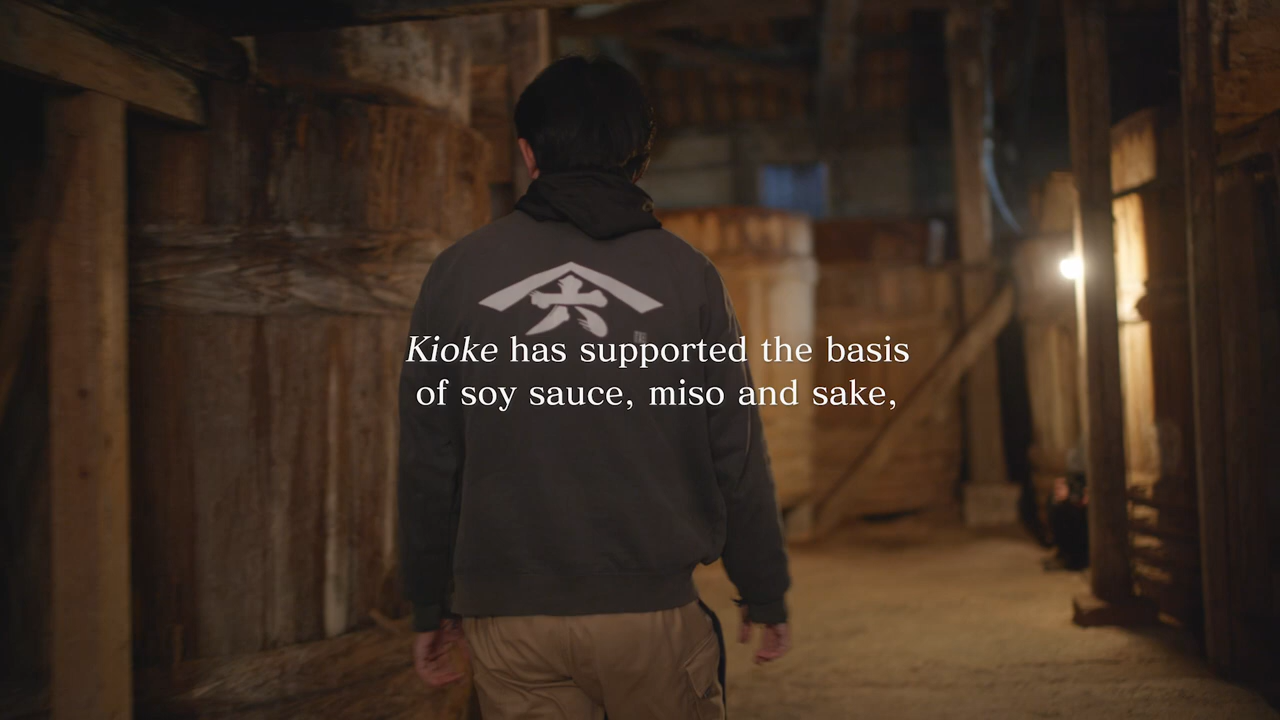 六
Kioke has supported the basis
of soy sauce, miso and sake,